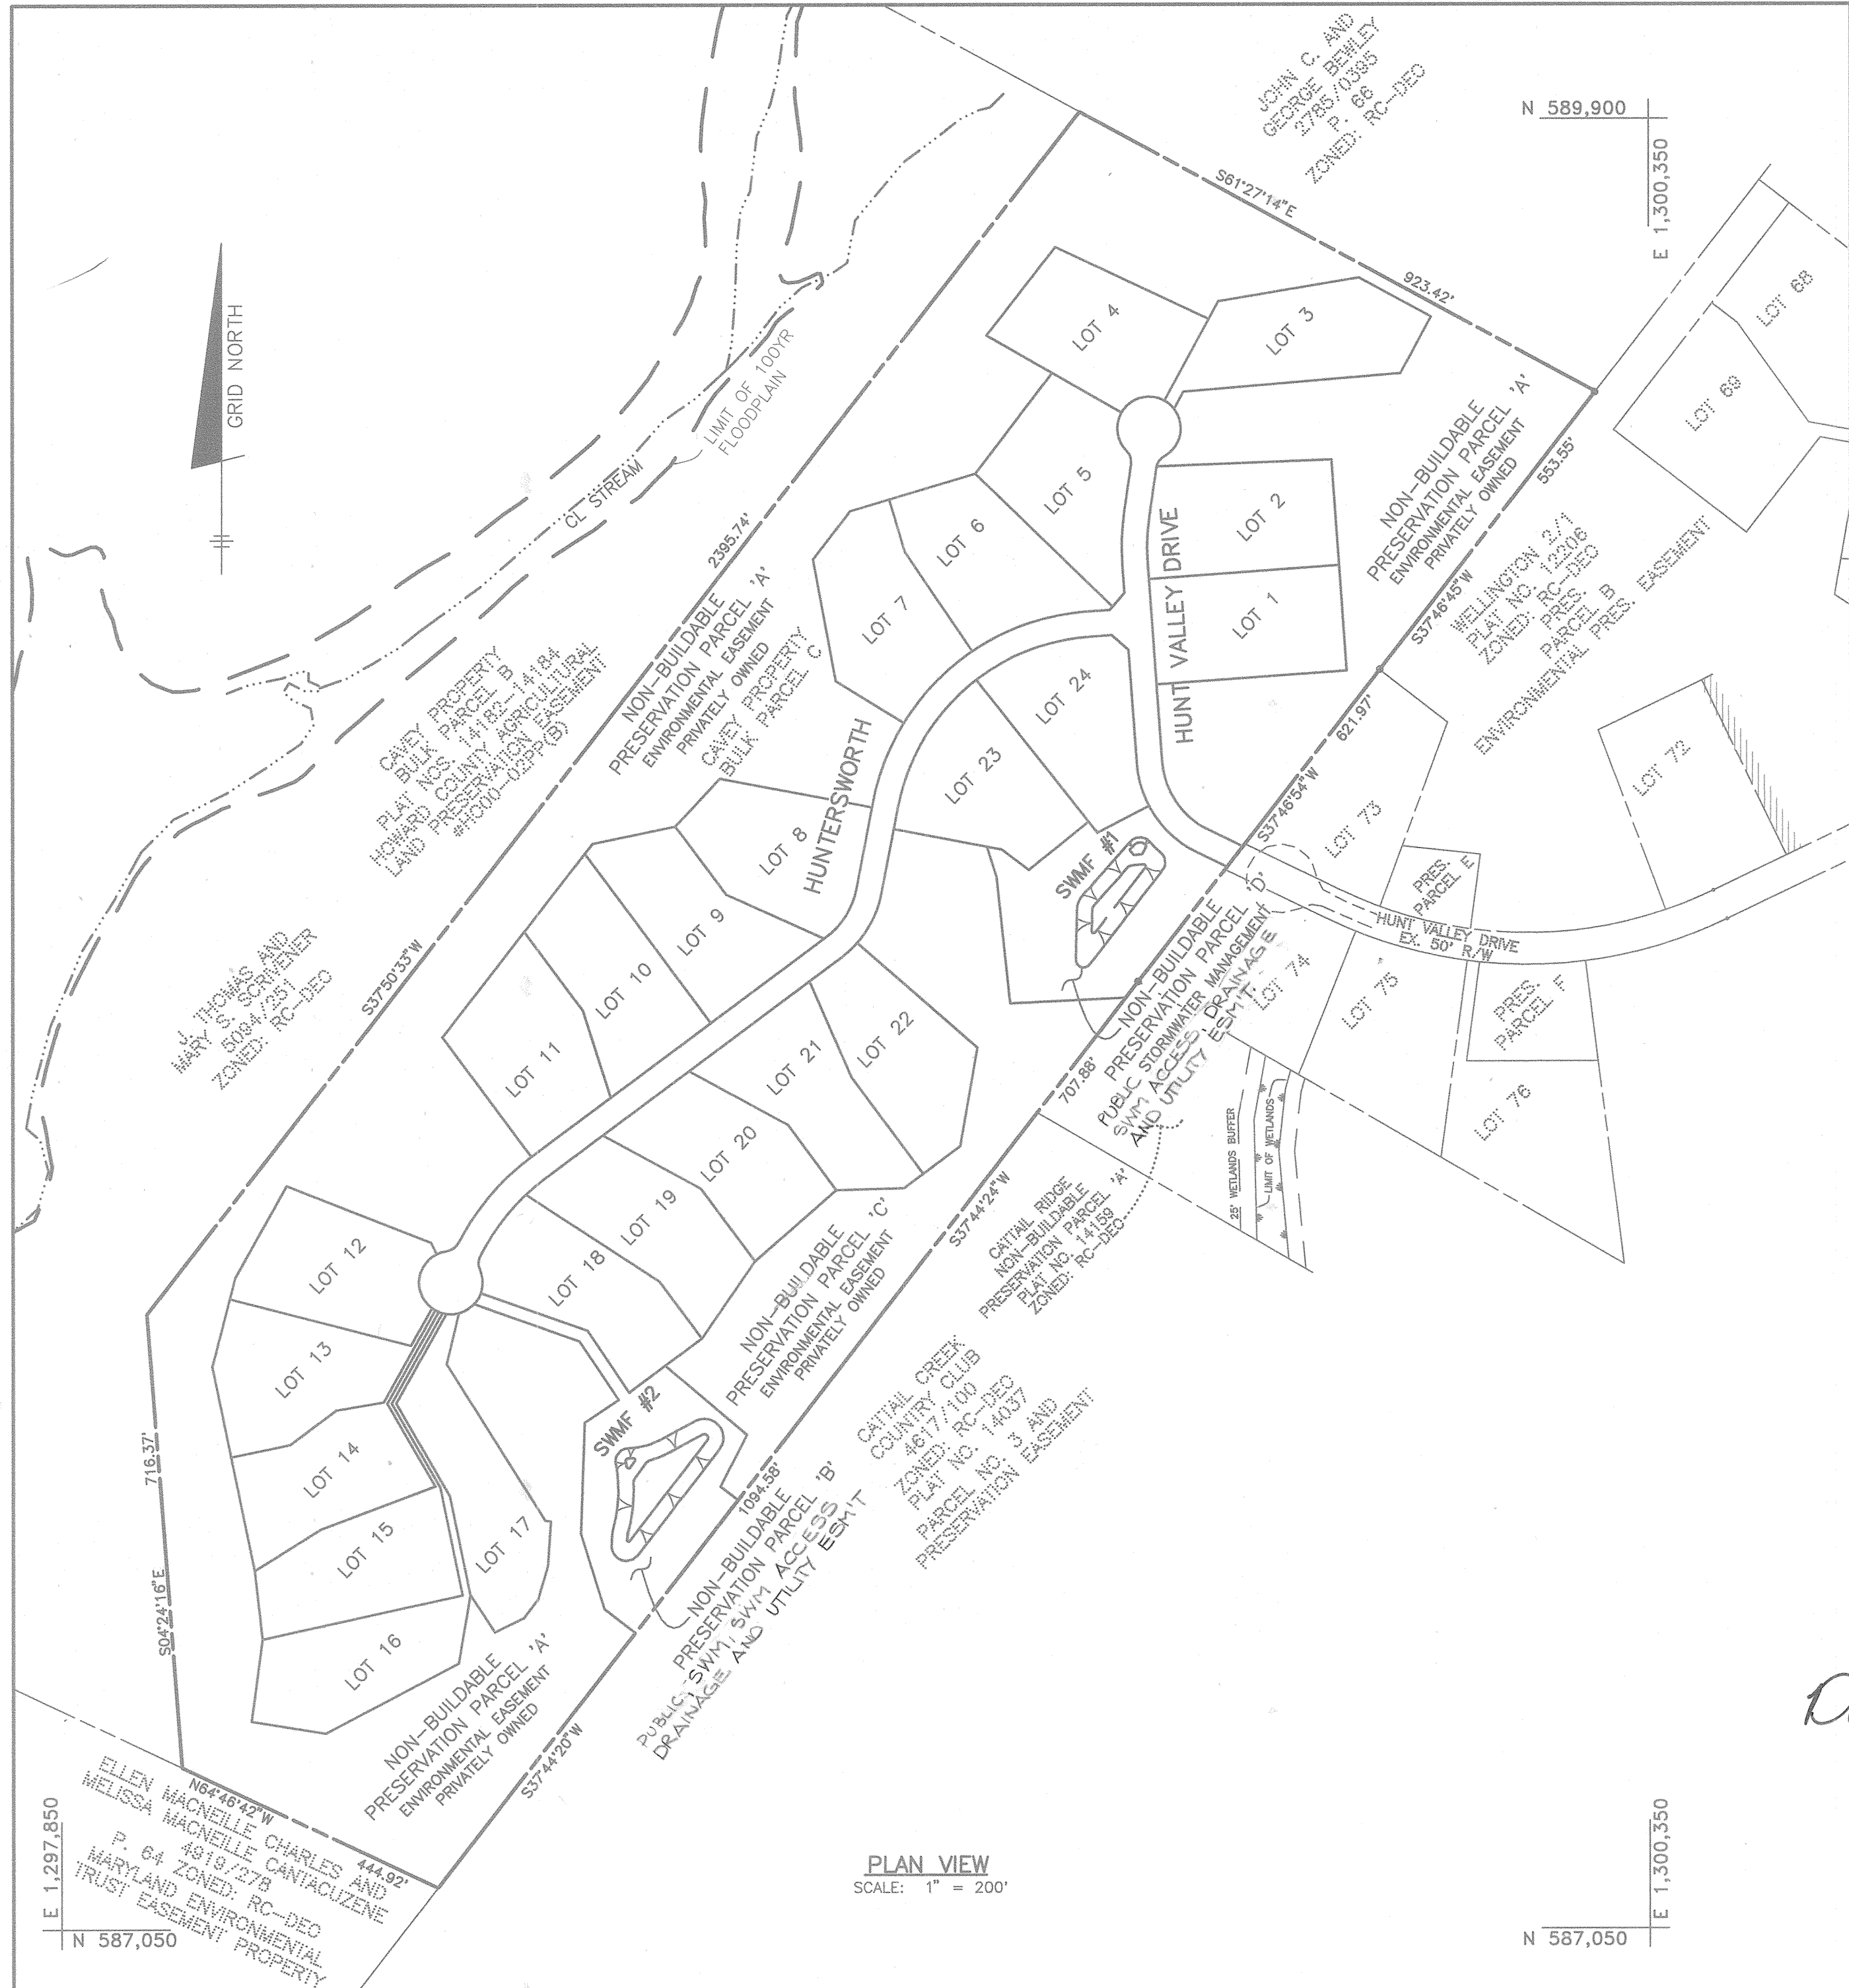 JOHN C. AND
GEORGE BEWLEY
2785/0395
P. 66
ZONED: RC-DEO
N 589,900
E 1,300,350
S61°27'14"E
923.42'
GRID NORTH
LOT 68
LOT 69
LOT 4
LOT 3
LIMIT OF 100YR
FLOODPLAIN
CL STREAM
2395.74'
NON-BUILDABLE
PRESERVATION PARCEL 'A'
ENVIRONMENTAL EASEMENT
PRIVATELY OWNED
553.55'
S37°46'45"W
WELLINGTON 2/1
PLAT NO. 12206
ZONED: RC-DEO
PRES.
PARCEL B
ENVIRONMENTAL PRES. EASEMENT
LOT 5
LOT 6
LOT 7
LOT 2
LOT 1
HUNT VALLEY DRIVE
NON-BUILDABLE
PRESERVATION PARCEL 'A'
ENVIRONMENTAL EASEMENT
PRIVATELY OWNED
CAVEY PROPERTY
BULK PARCEL C
CAVEY PROPERTY
BULK PARCEL B
PLAT NOS. 14182-14184
HOWARD COUNTY AGRICULTURAL
LAND PRESERVATION EASEMENT
#HO00-02PP(B)
LOT 24
LOT 23
621.97'
S37°46'54"W
LOT 72
LOT 73
HUNTERSWORTH
LOT 8
LOT 9
LOT 10
LOT 11
SWMF #1
PRES.
PARCEL E
HUNT VALLEY DRIVE
EX. 50' R/W
LOT 74
LOT 75
PRES.
PARCEL F
LOT 76
J. THOMAS AND
MARY S. SCRIVENER
5094/251
ZONED: RC-DEO
S37°50'33"W
NON-BUILDABLE
PRESERVATION PARCEL 'D'
PUBLIC STORMWATER MANAGEMENT
SWM ACCESS, DRAINAGE
AND UTILITY ESM'T.
707.88'
LOT 22
LOT 21
LOT 20
LOT 19
LOT 18
25' WETLANDS BUFFER
LIMIT OF WETLANDS
S37°44'24"W
CATTAIL RIDGE
NON-BUILDABLE
PRESERVATION PARCEL 'A'
PLAT NO. 14159
ZONED: RC-DEO
NON-BUILDABLE
PRESERVATION PARCEL 'C'
ENVIRONMENTAL EASEMENT
PRIVATELY OWNED
LOT 12
LOT 13
LOT 14
LOT 15
LOT 16
LOT 17
SWMF #2
CATTAIL CREEK
COUNTRY CLUB
4617/100
ZONED: RC-DEO
PLAT NO. 14037
PARCEL NO. 3 AND
PRESERVATION EASEMENT
1094.58'
NON-BUILDABLE
PRESERVATION PARCEL 'B'
PUBLIC SWM, SWM ACCESS
DRAINAGE AND UTILITY ESM'T
716.37'
S04°24'16"E
NON-BUILDABLE
PRESERVATION PARCEL 'A'
ENVIRONMENTAL EASEMENT
PRIVATELY OWNED
S37°44'20"W
N64°46'42"W
444.92'
ELLEN MACNEILLE CHARLES AND
MELISSA MACNEILLE CANTACUZENE
4919/278
P. 64 ZONED: RC-DEO
MARYLAND ENVIRONMENTAL
TRUST EASEMENT PROPERTY
E 1,297,850
N 587,050
PLAN VIEW
SCALE: 1" = 200'
E 1,300,350
N 587,050